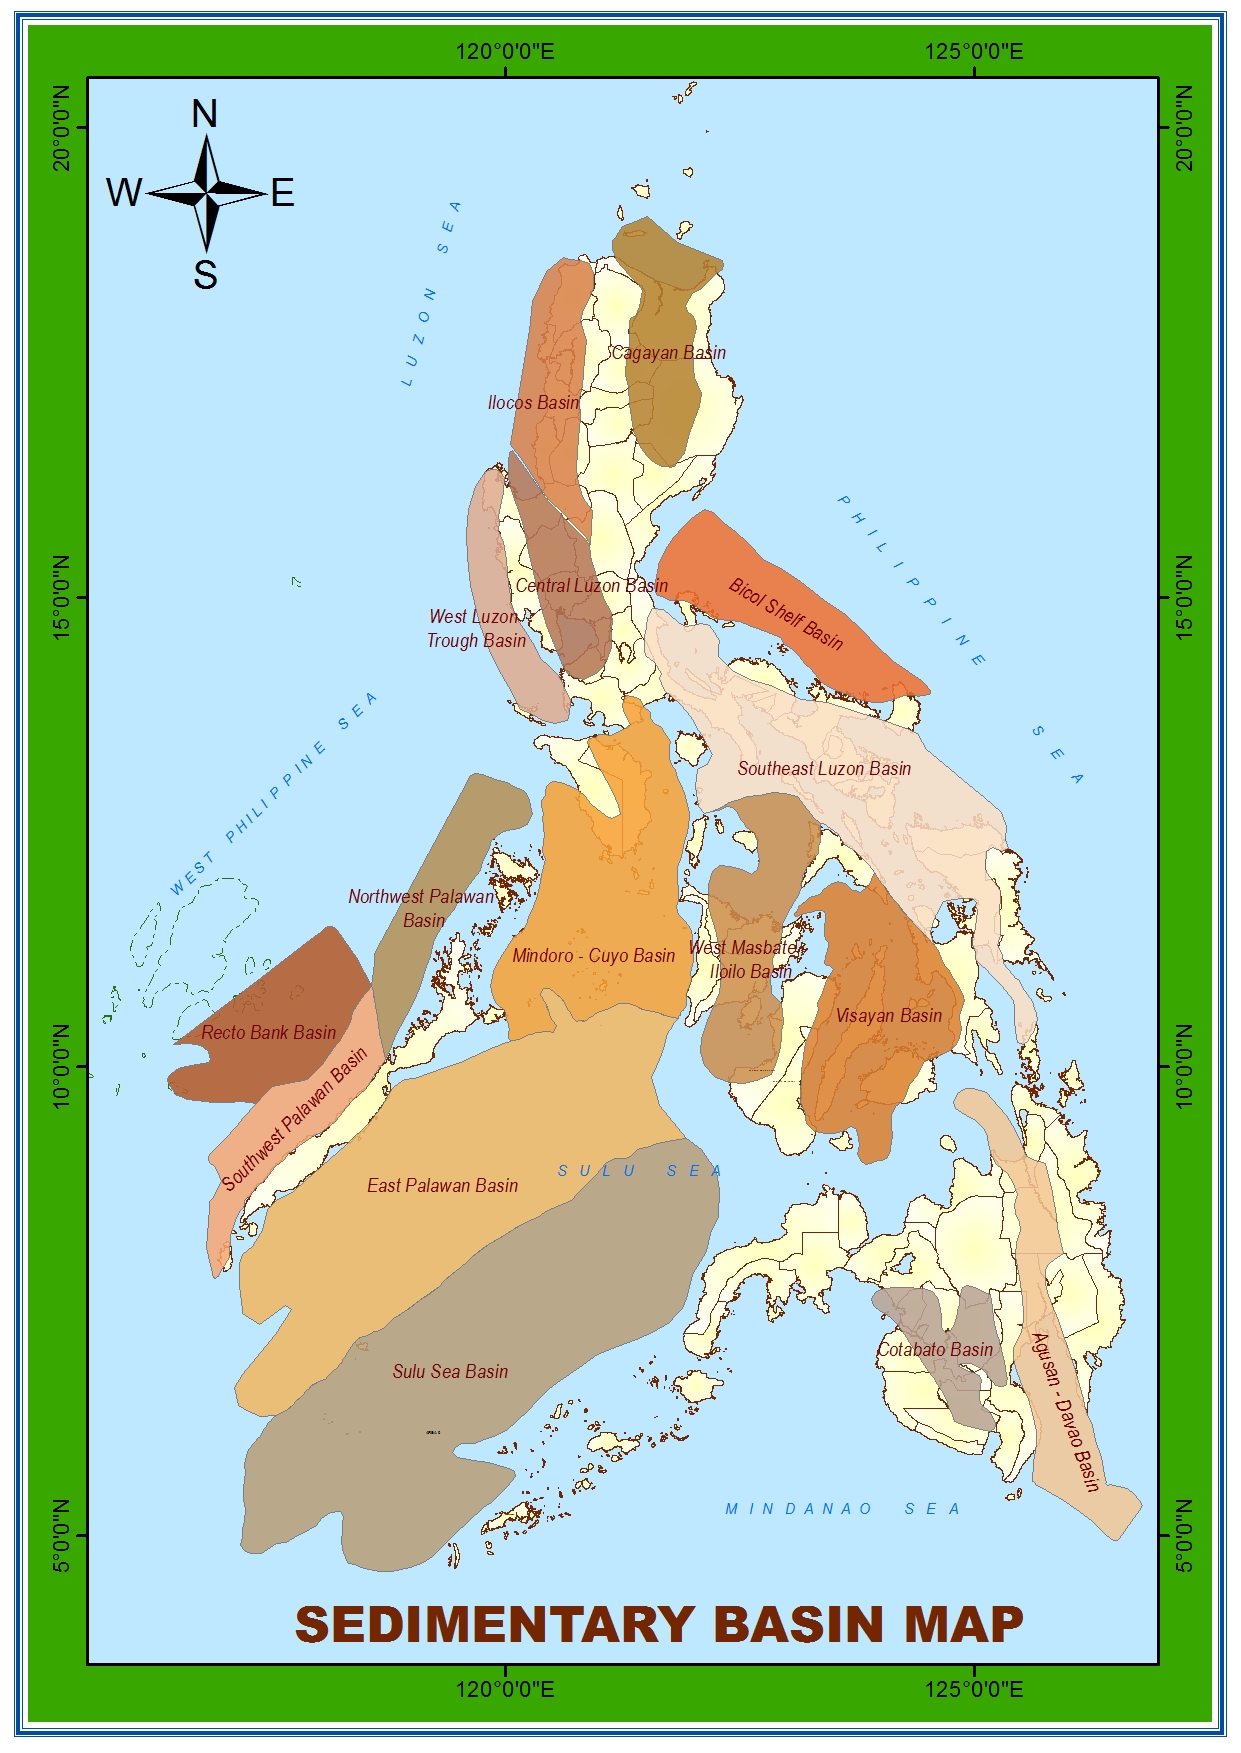 120°0'0"E 125°0'0"E
20°0'0"N
20°0'0"N
N
W E
S
LUZON SEA
Cagayan Basin
Ilocos Basin
PHILIPPINE SEA
15°0'0"N
15°0'0"N
Central Luzon Basin
Bicol Shelf Basin
West Luzon
Trough Basin
WEST PHILIPPINE SEA
Southeast Luzon Basin
Northwest Palawan
Basin
Mindoro - Cuyo Basin
West Masbate
Iloilo Basin
Visayan Basin
Recto Bank Basin
10°0'0"N
10°0'0"N
Southwest Palawan Basin
SULU SEA
East Palawan Basin
Cotabato Basin
Sulu Sea Basin
Agusan - Davao Basin
MINDANAO SEA
5°0'0"N
5°0'0"N
SEDIMENTARY BASIN MAP
120°0'0"E 125°0'0"E